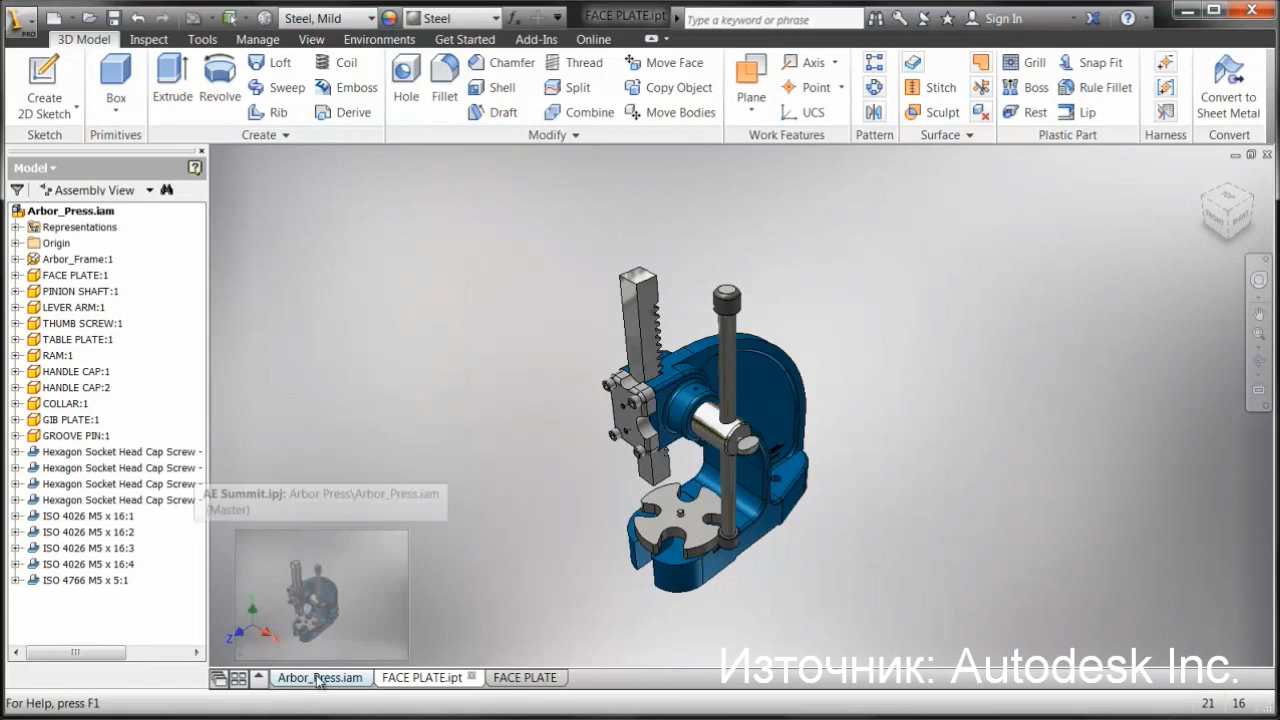 PRO
Steel, Mild
Steel
FACE PLATE.ipt
Type a keyword or phrase
Sign In
3D Model
Inspect
Tools
Manage
View
Environments
Get Started
Add-Ins
Online
Create
2D Sketch
Box
Extrude
Revolve
Loft
Sweep
Rib
Coil
Emboss
Derive
Hole
Fillet
Chamfer
Shell
Draft
Thread
Split
Combine
Move Face
Copy Object
Move Bodies
Plane
Axis
Point
UCS
Stitch
Sculpt
Grill
Boss
Rest
Snap Fit
Rule Fillet
Lip
Convert to
Sheet Metal
Sketch
Primitives
Create
Modify
Work Features
Pattern
Surface
Plastic Part
Harness
Convert
Model
Assembly View
Arbor_Press.iam
Representations
Origin
Arbor_Frame:1
FACE PLATE:1
PINION SHAFT:1
LEVER ARM:1
THUMB SCREW:1
TABLE PLATE:1
RAM:1
HANDLE CAP:1
HANDLE CAP:2
COLLAR:1
GIB PLATE:1
GROOVE PIN:1
Hexagon Socket Head Cap Screw -
Hexagon Socket Head Cap Screw -
Hexagon Socket Head Cap Screw -
Hexagon Socket Head Cap Screw -
ISO 4026 M5 x 16:1
ISO 4026 M5 x 16:2
ISO 4026 M5 x 16:3
ISO 4026 M5 x 16:4
ISO 4766 M5 x 5:1
AE Summit.ipj: Arbor Press\Arbor_Press.iam
(Master)
FRONT
RIGHT
Z
X
Arbor_Press.iam
FACE PLATE.ipt
FACE PLATE
Източник: Autodesk Inc.
For Help, press F1
21
16